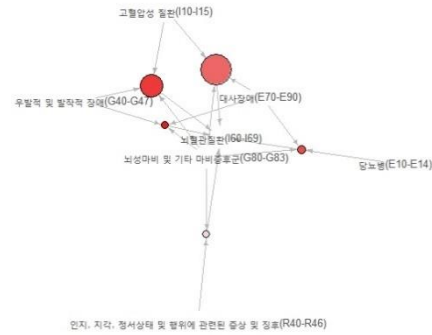 고혈압성 질환(I10-I15)
대사장애(E70-E90)
우발적 및 발작적 장애(G40-G47)
뇌혈관질환(I60-I69)
뇌성마비 및 기타 마비증후군(G80-G83)
당뇨병(E10-E14)
인지, 지각, 정서상태 및 행위에 관련된 증상 및 징후(R40-R46)